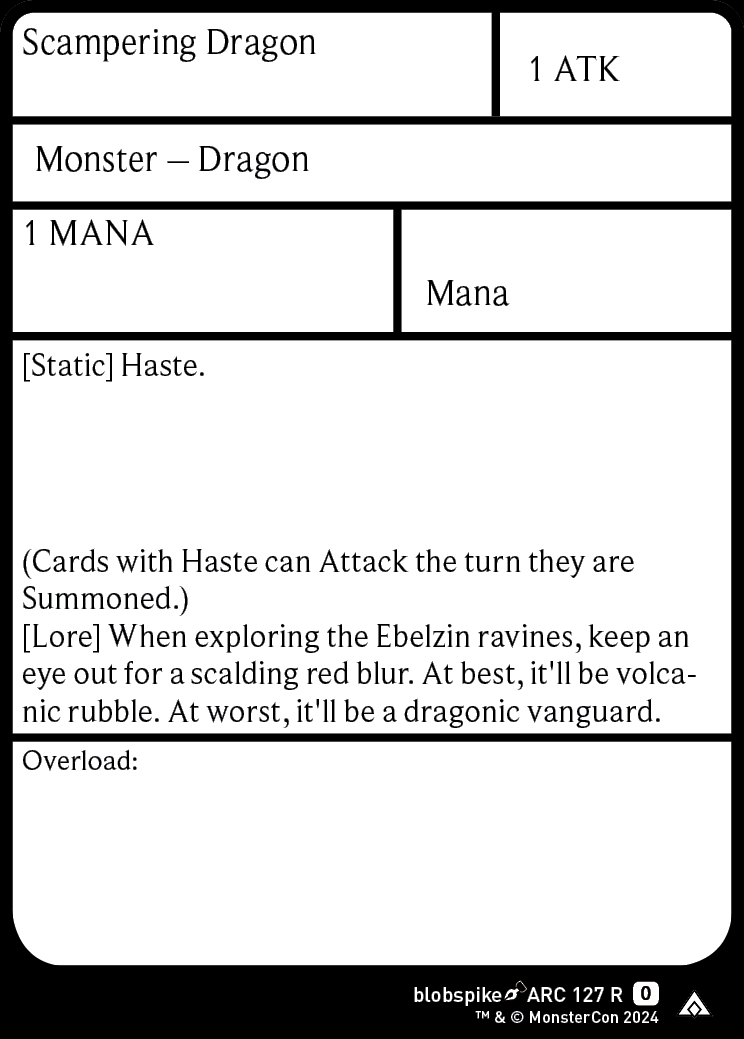 Scampering Dragon
1 ATK
Monster — Dragon
1 MANA
Mana
[Static] Haste.
(Cards with Haste can Attack the turn they are
Summoned.)
[Lore] When exploring the Ebelzin ravines, keep an
eye out for a scalding red blur. At best, it'll be volca-
nic rubble. At worst, it'll be a dragonic vanguard.
Overload:
blobspike ARC 127 R 0
™ & © MonsterCon 2024